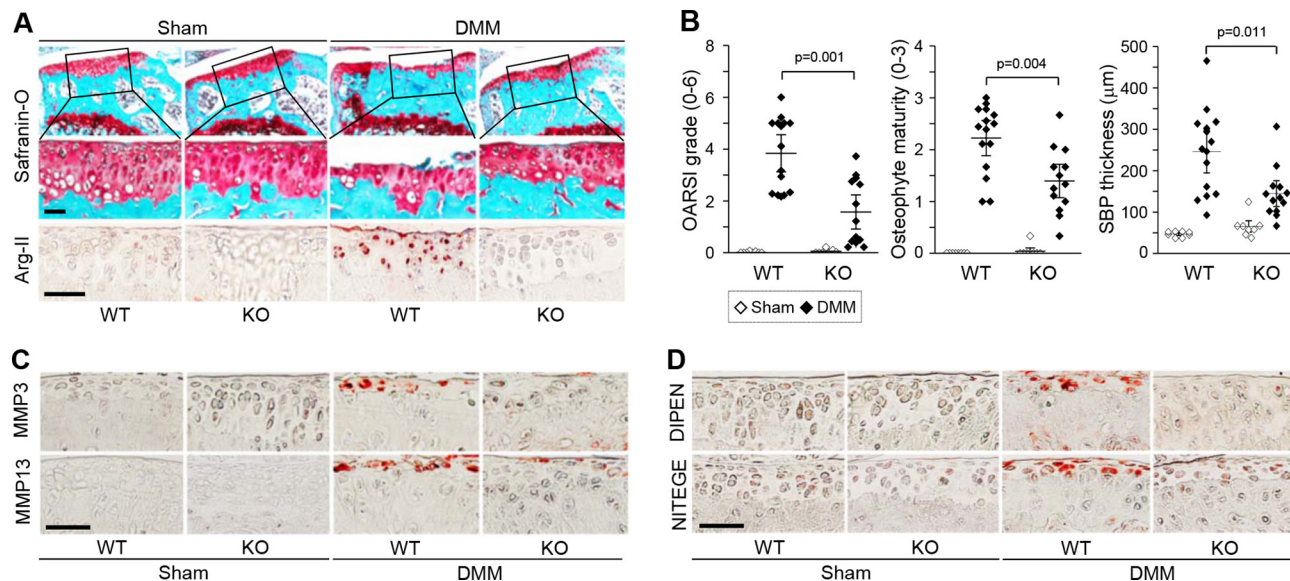 A
Sham
DMM
Safranin-O
Arg-II
WT
KO
WT
KO
B
OARSI grade (0-6)
8
6
4
2
0
p=0.001
WT
KO
Osteophyte maturity (0-3)
4
3
2
1
0
p=0.004
WT
KO
SBP thickness (μm)
500
400
300
250
200
150
100
50
0
p=0.011
WT
KO
Sham
DMM
C
MMP3
MMP13
WT
KO
WT
KO
Sham
DMM
D
DIPEN
NITEGE
WT
KO
WT
KO
Sham
DMM